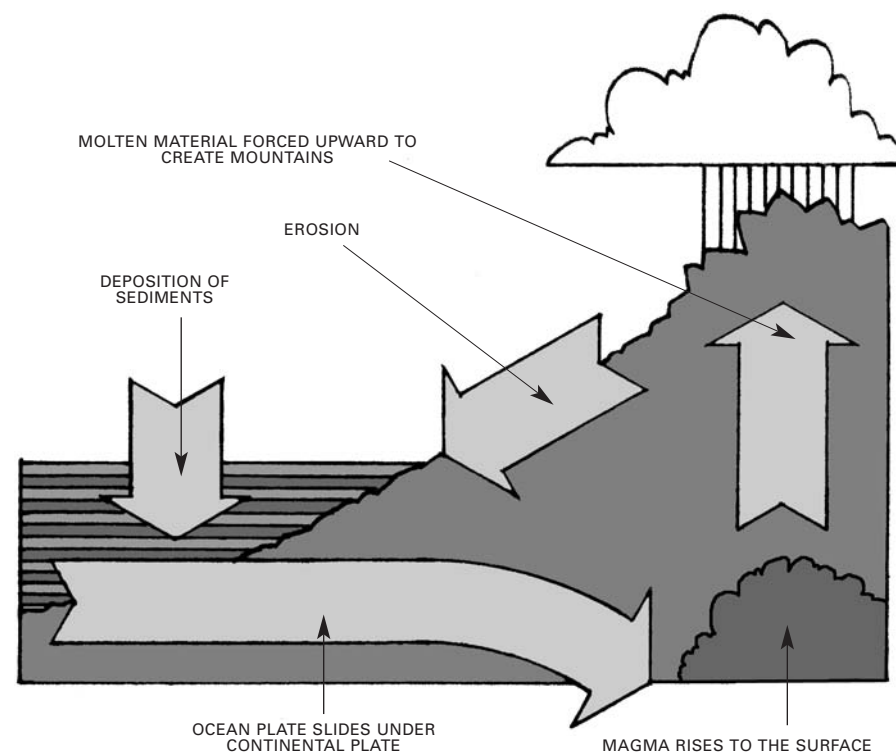 MOLTEN MATERIAL FORCED UPWARD TO
CREATE MOUNTAINS
EROSION
DEPOSITION OF
SEDIMENTS
OCEAN PLATE SLIDES UNDER
CONTINENTAL PLATE
MAGMA RISES TO THE SURFACE